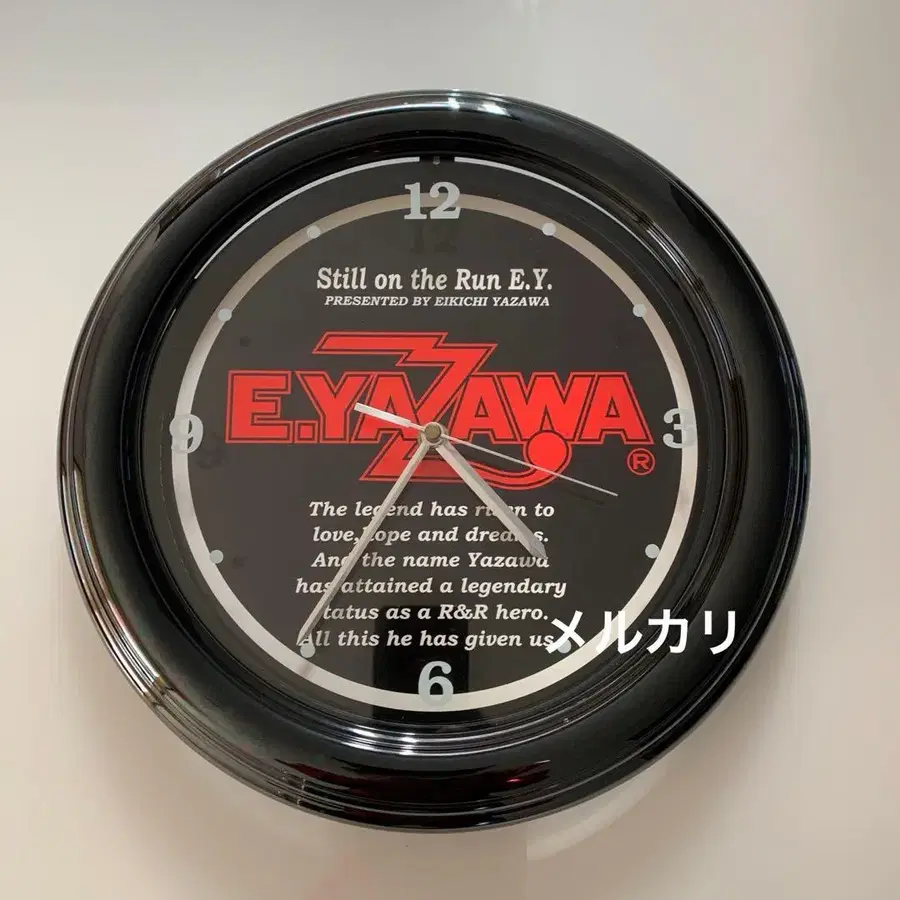 12
Still on the Run E.Y.
PRESENTED BY EIKICHI YAZAWA
E.YAZAWA
9
3
®
The legend has risen to
love,hope and dreams.
And the name Yazawa
has attained a legendary
status as a R&R hero.
All this he has given us.
メルカリ
6